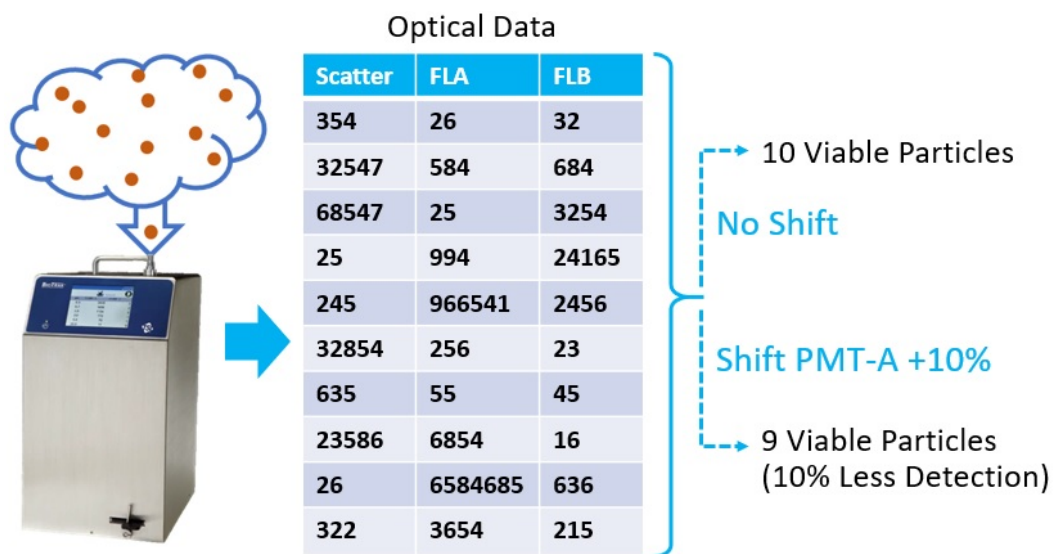 Optical Data
Scatter FLA FLB
354 26 32
32547 584 684
68547 25 3254
25 994 24165
245 966541 2456
32854 256 23
635 55 45
23586 6854 16
26 6584685 636
322 3654 215
10 Viable Particles
No Shift
Shift PMT-A +10%
9 Viable Particles
(10% Less Detection)